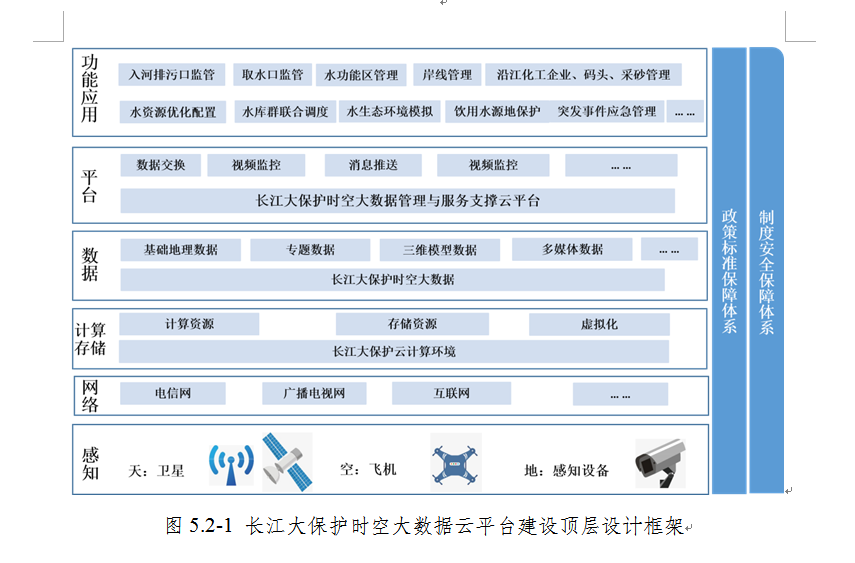 功能应用
入河排污口监管 取水口监管 水功能区管理 岸线管理 沿江化工企业、码头、采砂管理
水资源优化配置 水库群联合调度 水生态环境模拟 饮用水源地保护 突发事件应急管理 ... ...
平台
数据交换 视频监控 消息推送 视频监控 ... ...
长江大保护时空大数据管理与服务支撑云平台
数据
基础地理数据 专题数据 三维模型数据 多媒体数据 ... ...
长江大保护时空大数据
计算存储
计算资源 存储资源 虚拟化
长江大保护云计算环境
网络
电信网 广播电视网 互联网 ... ...
感知
天：卫星 空：飞机 地：感知设备
政策标准保障体系
制度安全保障体系
图 5.2-1 长江大保护时空大数据云平台建设顶层设计框架